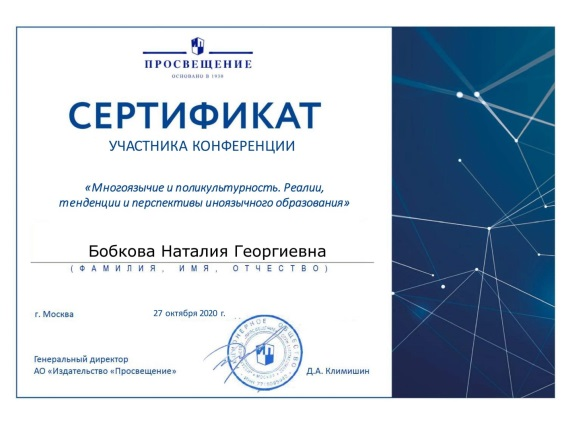 ПРОСВЕЩЕНИЕ
ОСНОВАНО В 1930
СЕРТИФИКАТ
УЧАСТНИКА КОНФЕРЕНЦИИ
«Многоязычие и поликультурность. Реалии,
тенденции и перспективы иноязычного образования»
Бобкова Наталия Георгиевна
(ФАМИЛИЯ, ИМЯ, ОТЧЕСТВО)
г. Москва
27 октября 2020 г.
Генеральный директор
АО «Издательство «Просвещение»
Д.А. Климишин